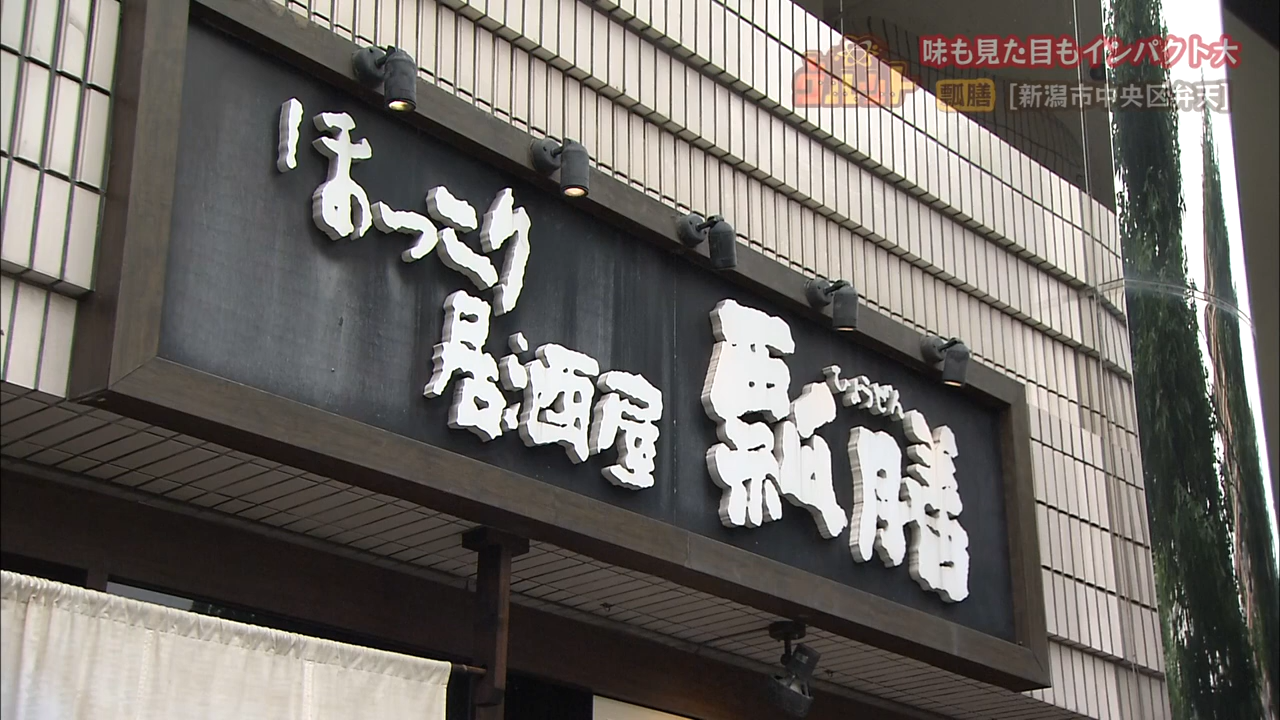 味も見た目もインパクト大
瓢膳 [新潟市中央区弁天]
ほっこり
居酒屋
ひょうぜん
瓢膳